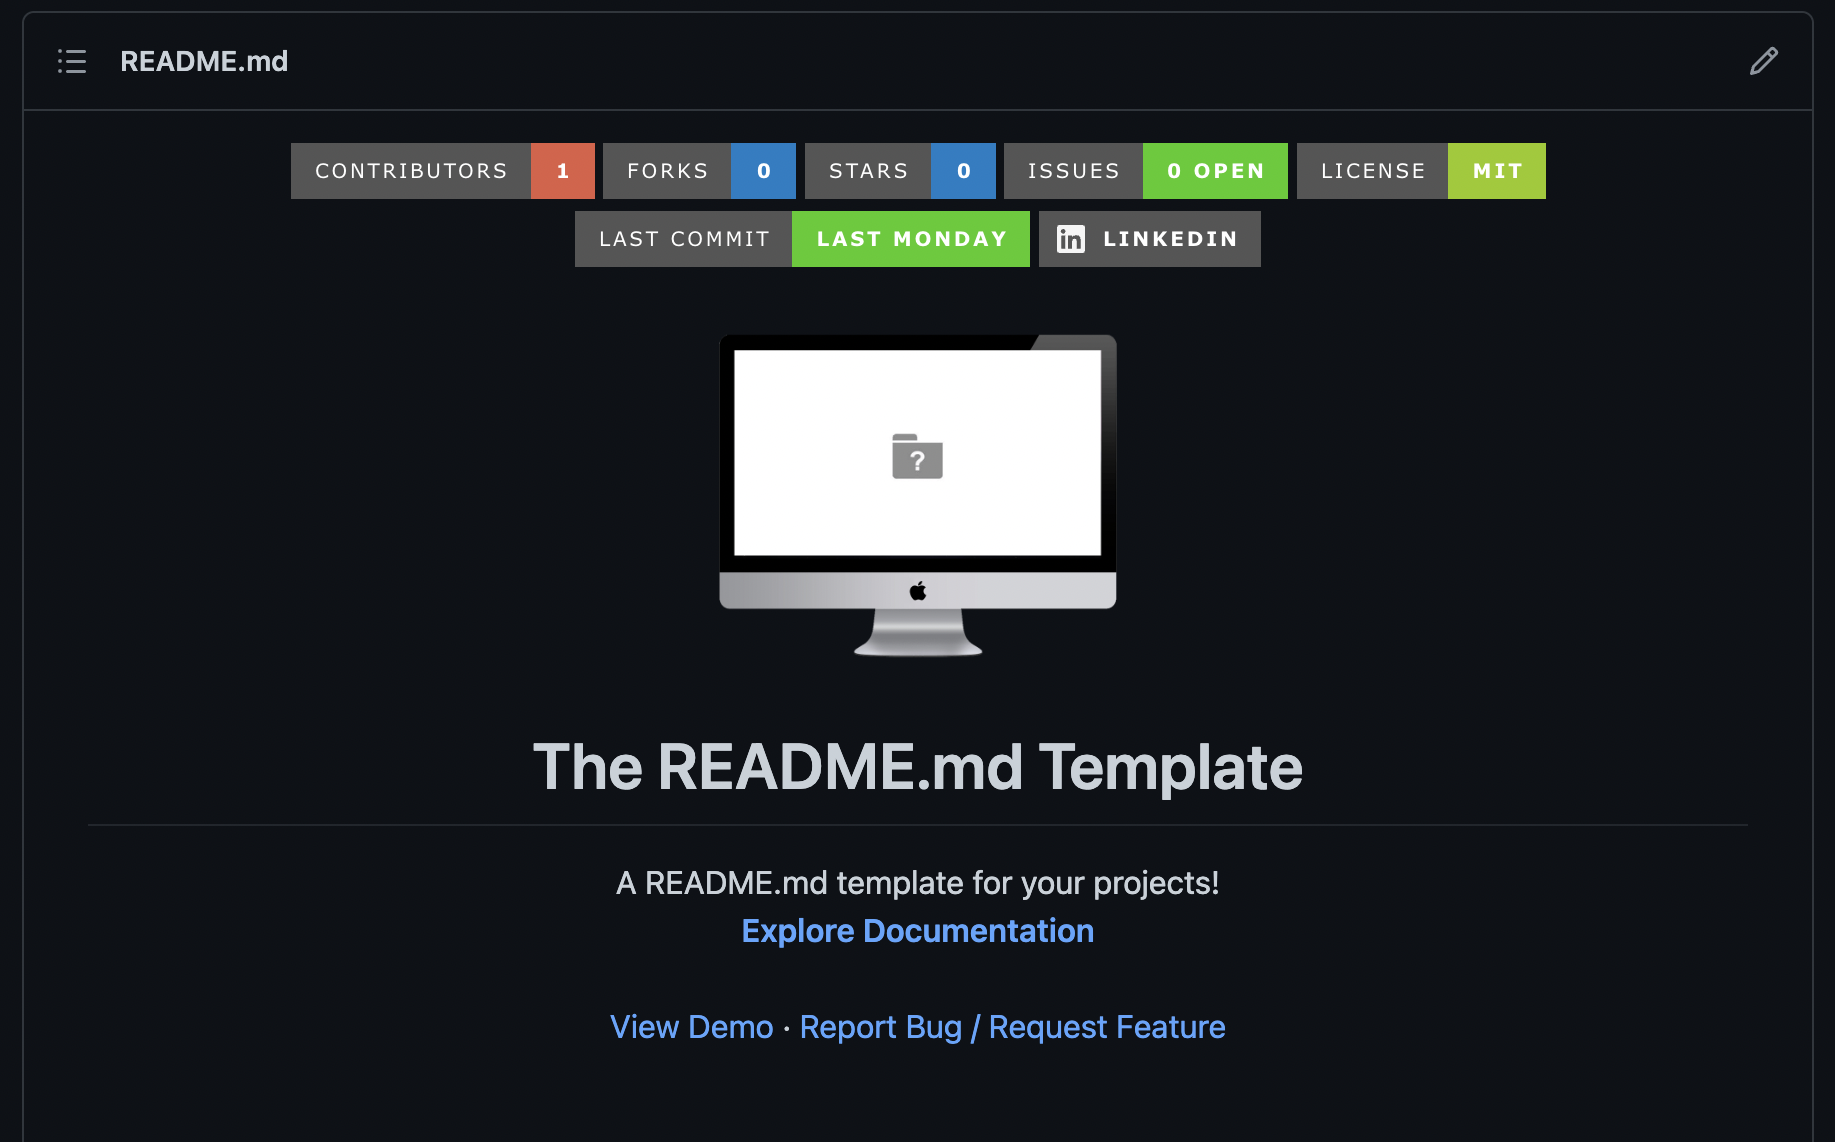 README.md
CONTRIBUTORS 1 FORKS 0 STARS 0 ISSUES 0 OPEN LICENSE MIT
LAST COMMIT LAST MONDAY in LINKEDIN
?
The README.md Template
A README.md template for your projects!
Explore Documentation
View Demo · Report Bug / Request Feature